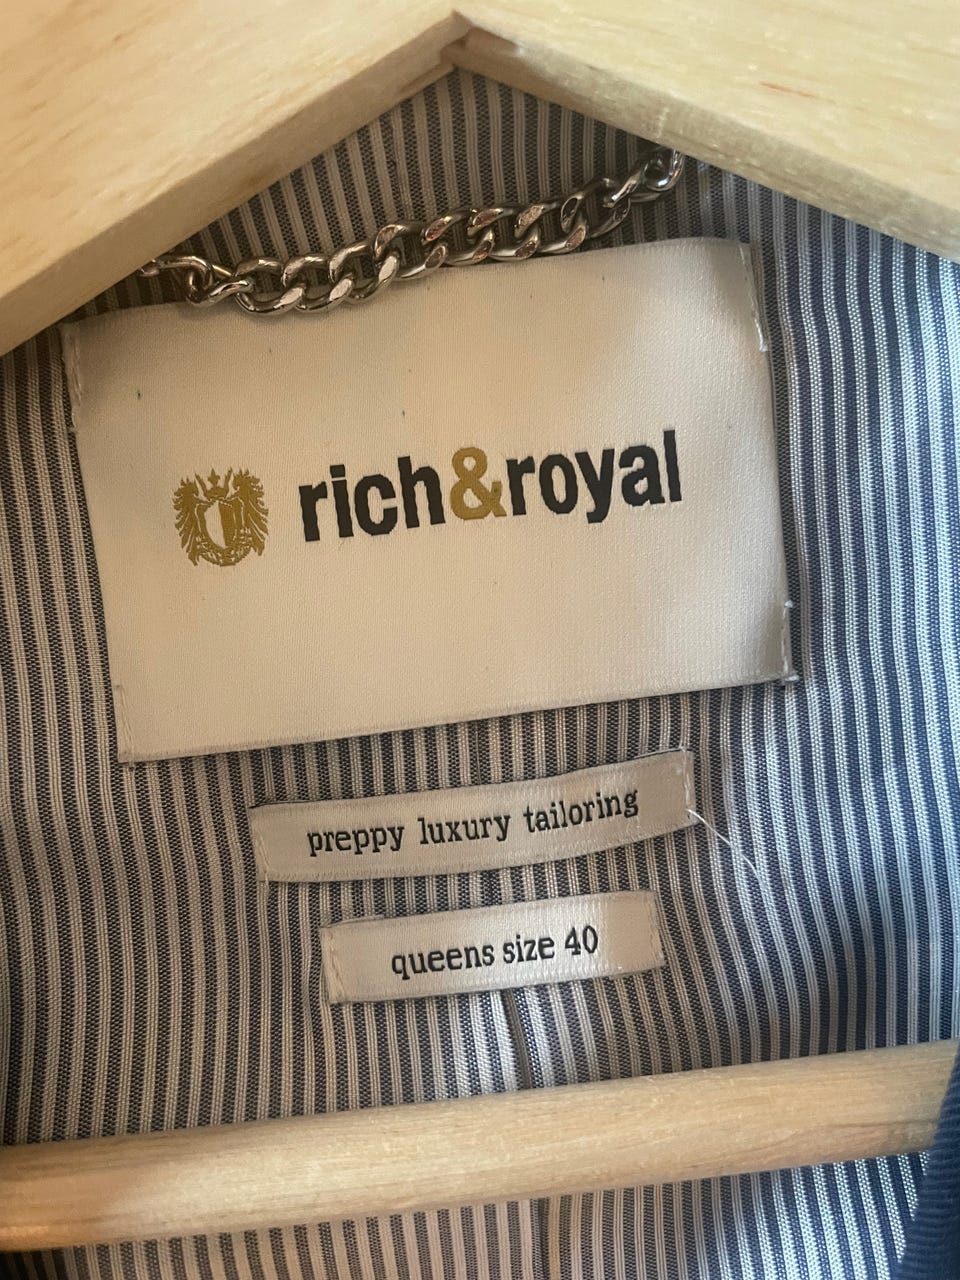 rich&royal
preppy luxury tailoring
queens size 40